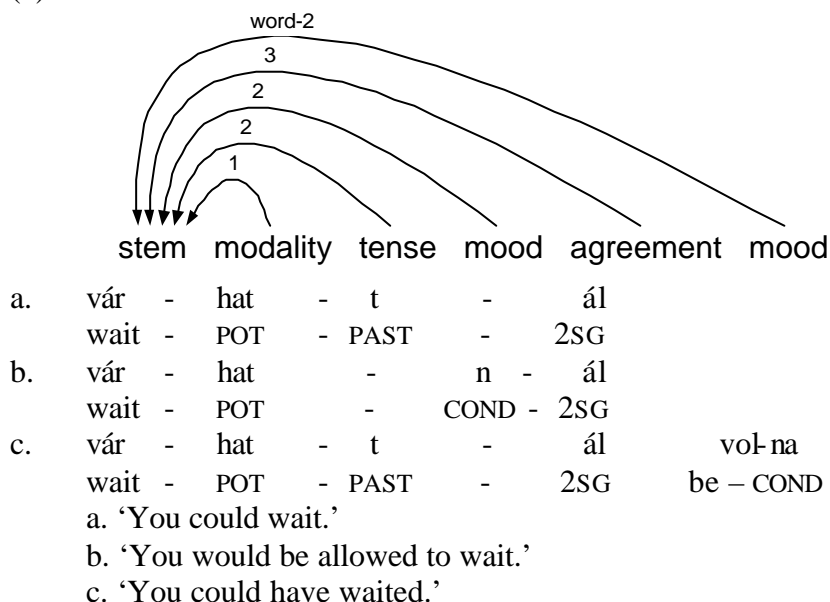 word-2
3
2
2
1
stem modality tense mood agreement mood
a. vár - hat - t - ál
wait - POT - PAST - 2SG
b. vár - hat - n - ál
wait - POT - COND - 2SG
c. vár - hat - t - ál vol-na
wait - POT - PAST - 2SG be – COND
a. ‘You could wait.’
b. ‘You would be allowed to wait.’
c. ‘You could have waited.’